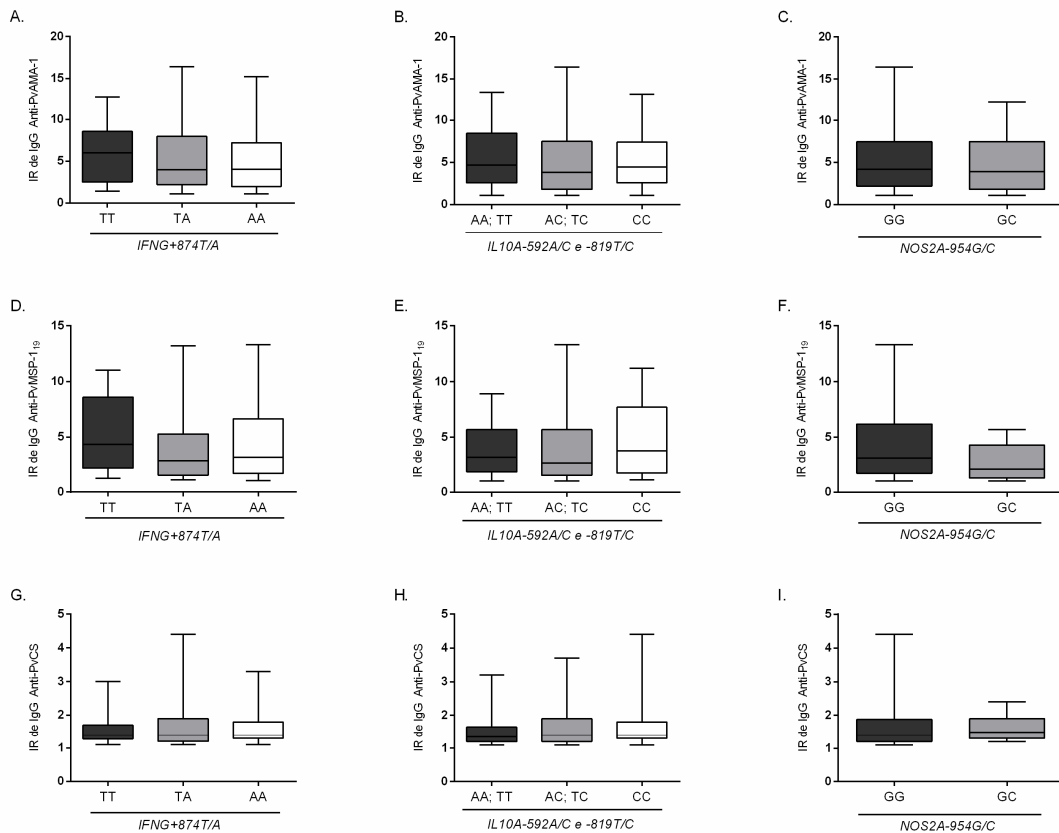 A.
IR de IgG Anti-PvAMA-1
20
15
10
5
0
TT TA AA
IFNG+874T/A
B.
IR de IgG Anti-PvAMA-1
20
15
10
5
0
AA; TT AC; TC CC
IL10A-592A/C e -819T/C
C.
IR de IgG Anti-PvAMA-1
20
15
10
5
0
GG GC
NOS2A-954G/C
D.
IR de IgG Anti-PvMSP-1₁₉
15
10
5
0
TT TA AA
IFNG+874T/A
E.
IR de IgG Anti-PvMSP-1₁₉
15
10
5
0
AA; TT AC; TC CC
IL10A-592A/C e -819T/C
F.
IR de IgG Anti-PvMSP-1₁₉
15
10
5
0
GG GC
NOS2A-954G/C
G.
IR de IgG Anti-PvCS
5
4
3
2
1
0
TT TA AA
IFNG+874T/A
H.
IR de IgG Anti-PvCS
5
4
3
2
1
0
AA; TT AC; TC CC
IL10A-592A/C e -819T/C
I.
IR de IgG Anti-PvCS
5
4
3
2
1
0
GG GC
NOS2A-954G/C